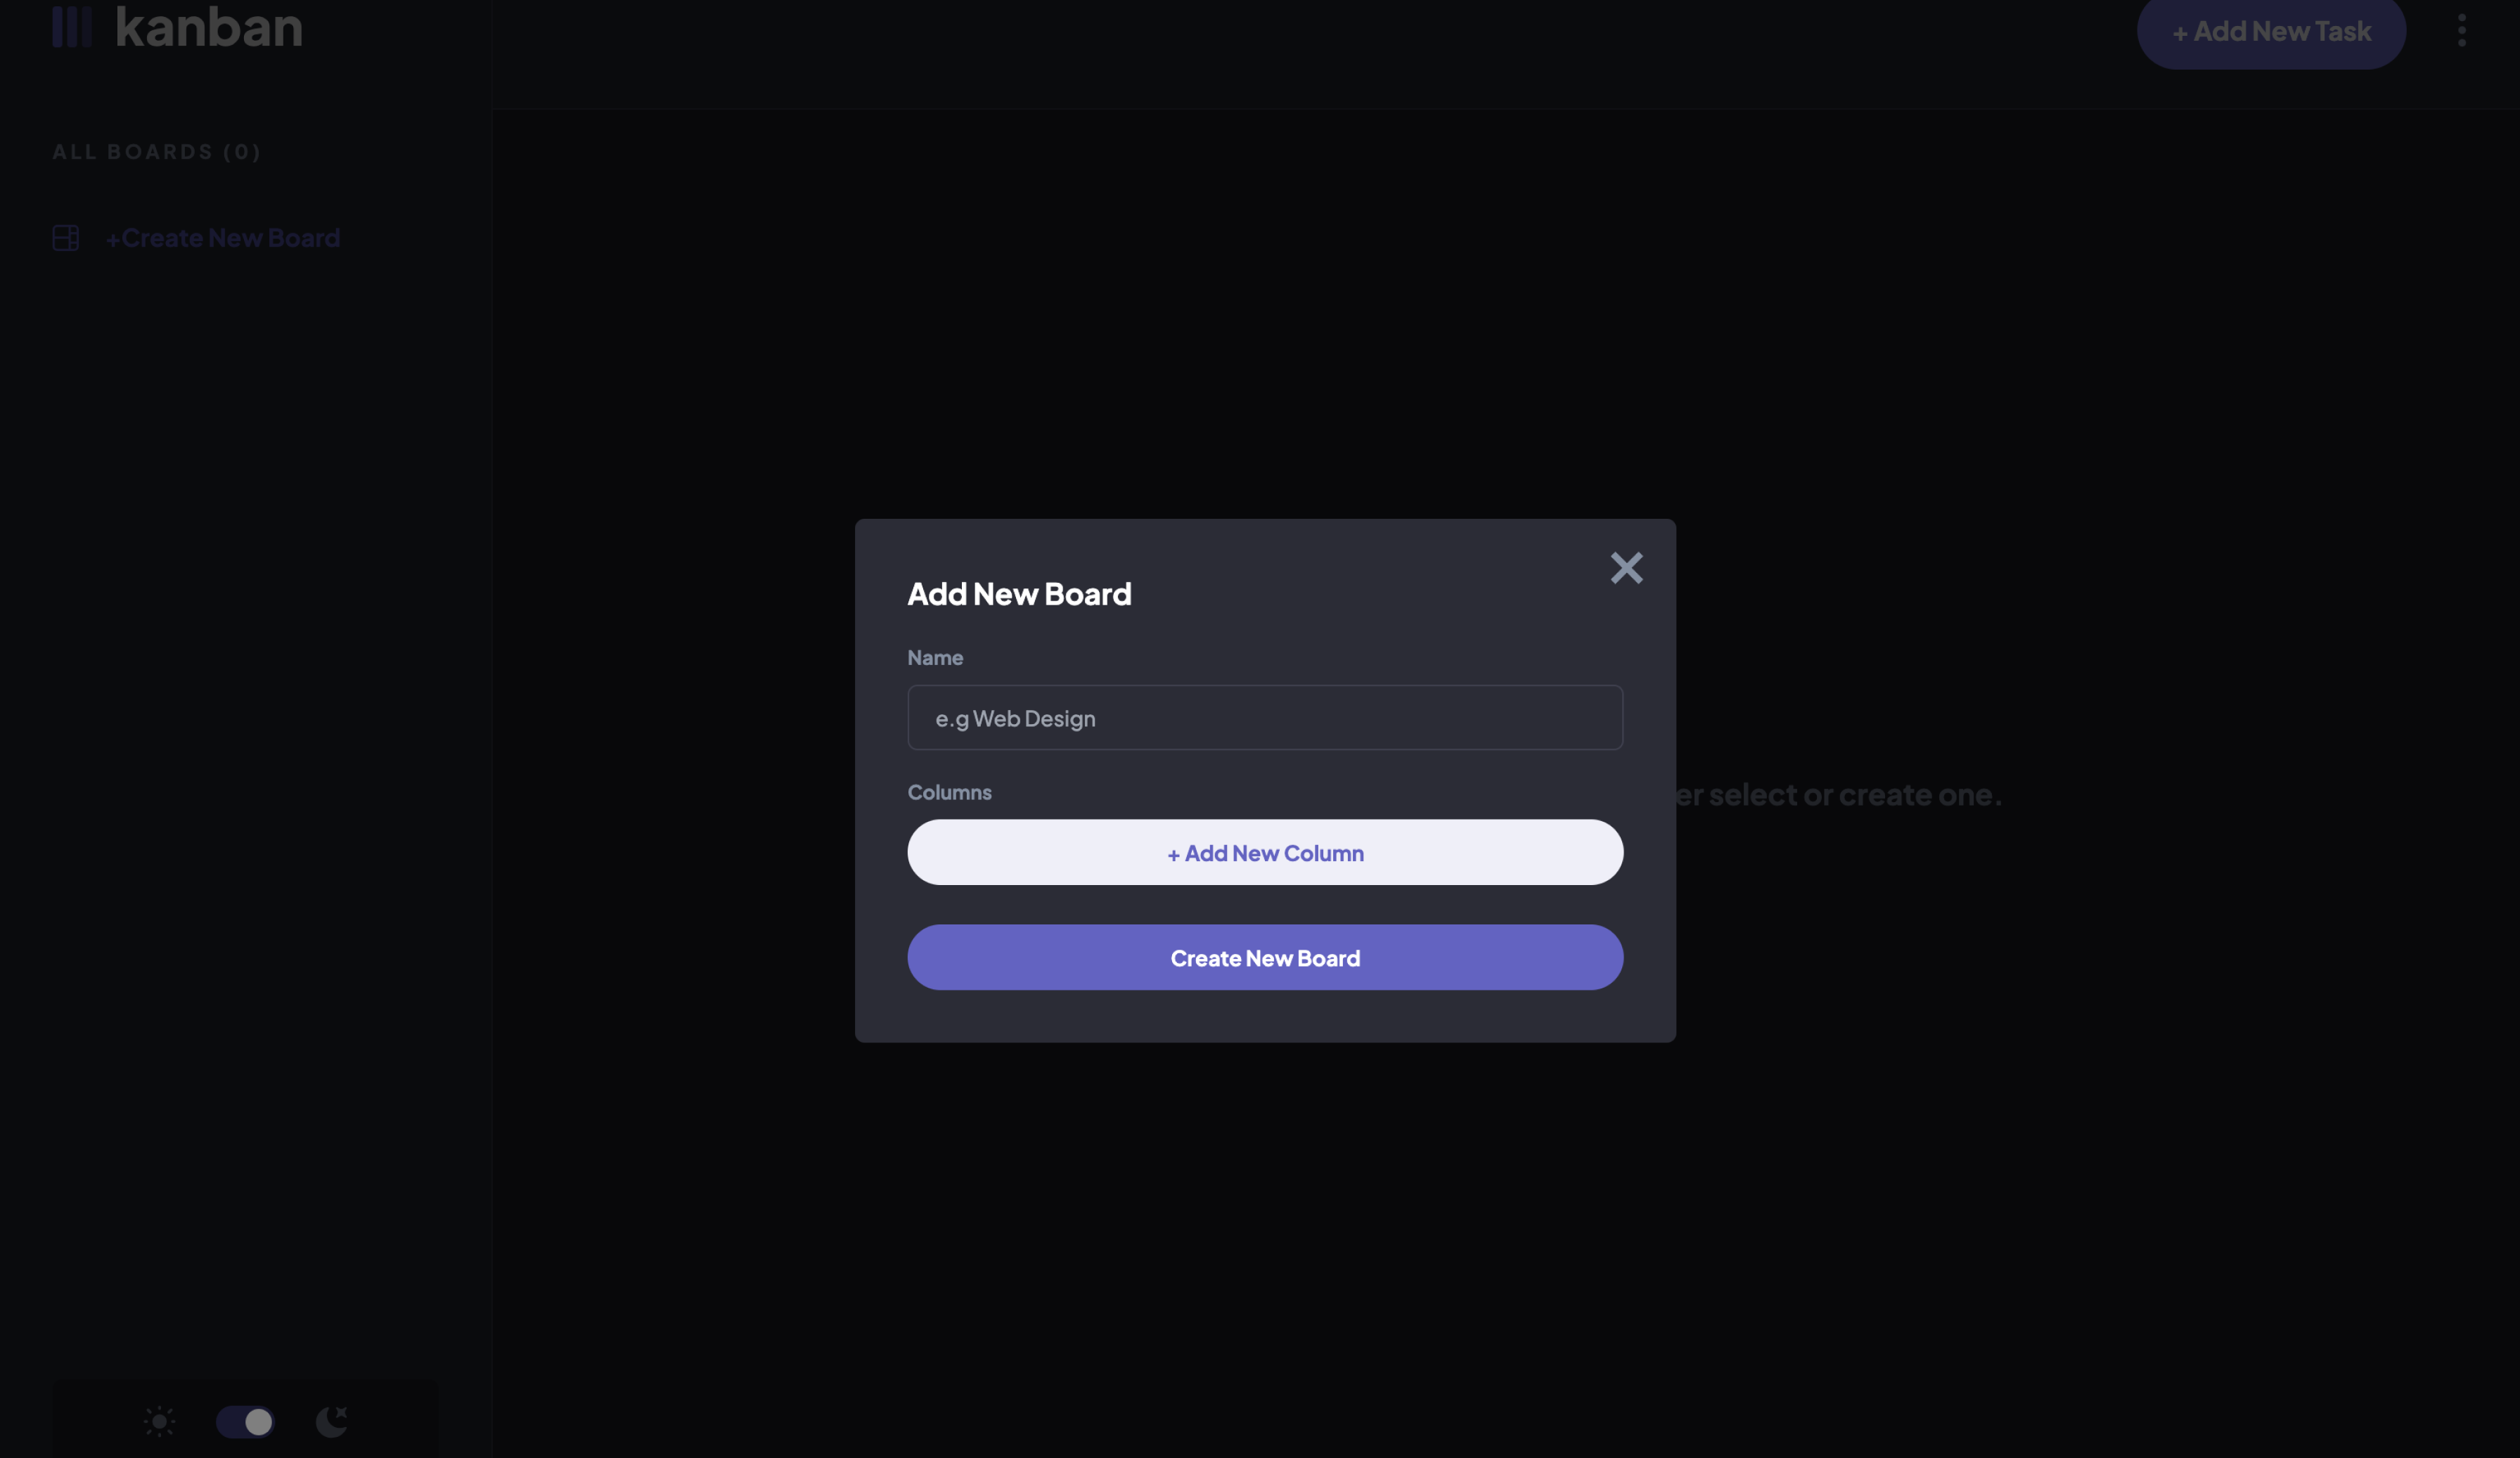 kanban
+ Add New Task
ALL BOARDS (0)
+Create New Board
Add New Board
Name
e.g Web Design
Columns
er select or create one.
+ Add New Column
Create New Board